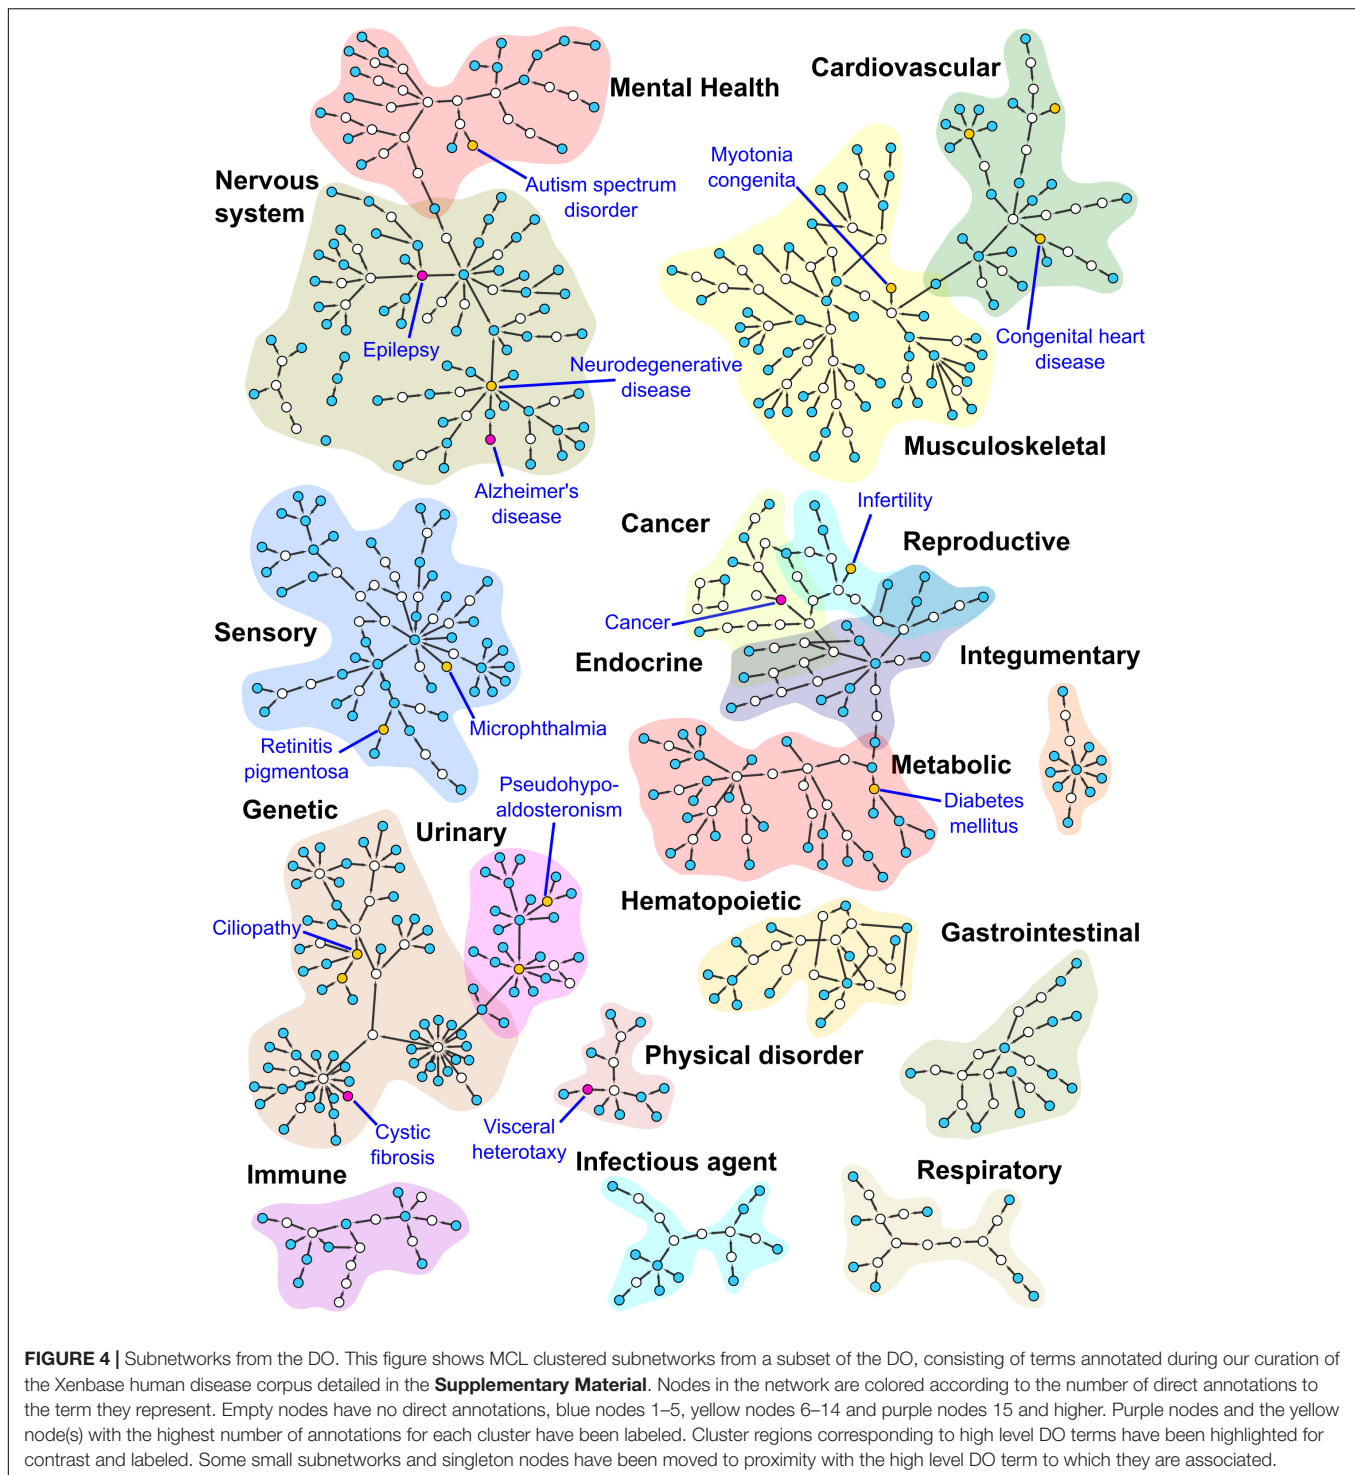 Mental Health
Cardiovascular
Myotonia
congenita
Nervous
system
Autism spectrum
disorder
Epilepsy
Neurodegenerative
disease
Congenital heart
disease
Musculoskeletal
Alzheimer's
disease
Cancer
Infertility
Reproductive
Sensory
Cancer
Endocrine
Integumentary
Microphthalmia
Retinitis
pigmentosa
Metabolic
Pseudohypo-
aldosteronism
Diabetes
mellitus
Genetic
Urinary
Hematopoietic
Ciliopathy
Gastrointestinal
Physical disorder
Cystic
fibrosis
Visceral
heterotaxy
Immune
Infectious agent
Respiratory
FIGURE 4 | Subnetworks from the DO. This figure shows MCL clustered subnetworks from a subset of the DO, consisting of terms annotated during our curation of
the Xenbase human disease corpus detailed in the Supplementary Material. Nodes in the network are colored according to the number of direct annotations to
the term they represent. Empty nodes have no direct annotations, blue nodes 1–5, yellow nodes 6–14 and purple nodes 15 and higher. Purple nodes and the yellow
node(s) with the highest number of annotations for each cluster have been labeled. Cluster regions corresponding to high level DO terms have been highlighted for
contrast and labeled. Some small subnetworks and singleton nodes have been moved to proximity with the high level DO term to which they are associated.